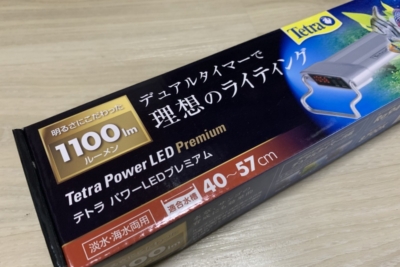 Tetra
デュアルタイマーで
理想のライティング
明るさにこだわった
1100lm
ルーメン
Tetra Power LED Premium
テトラ パワーLEDプレミアム
適合水槽 40~57cm
淡水・海水両用
1100lm